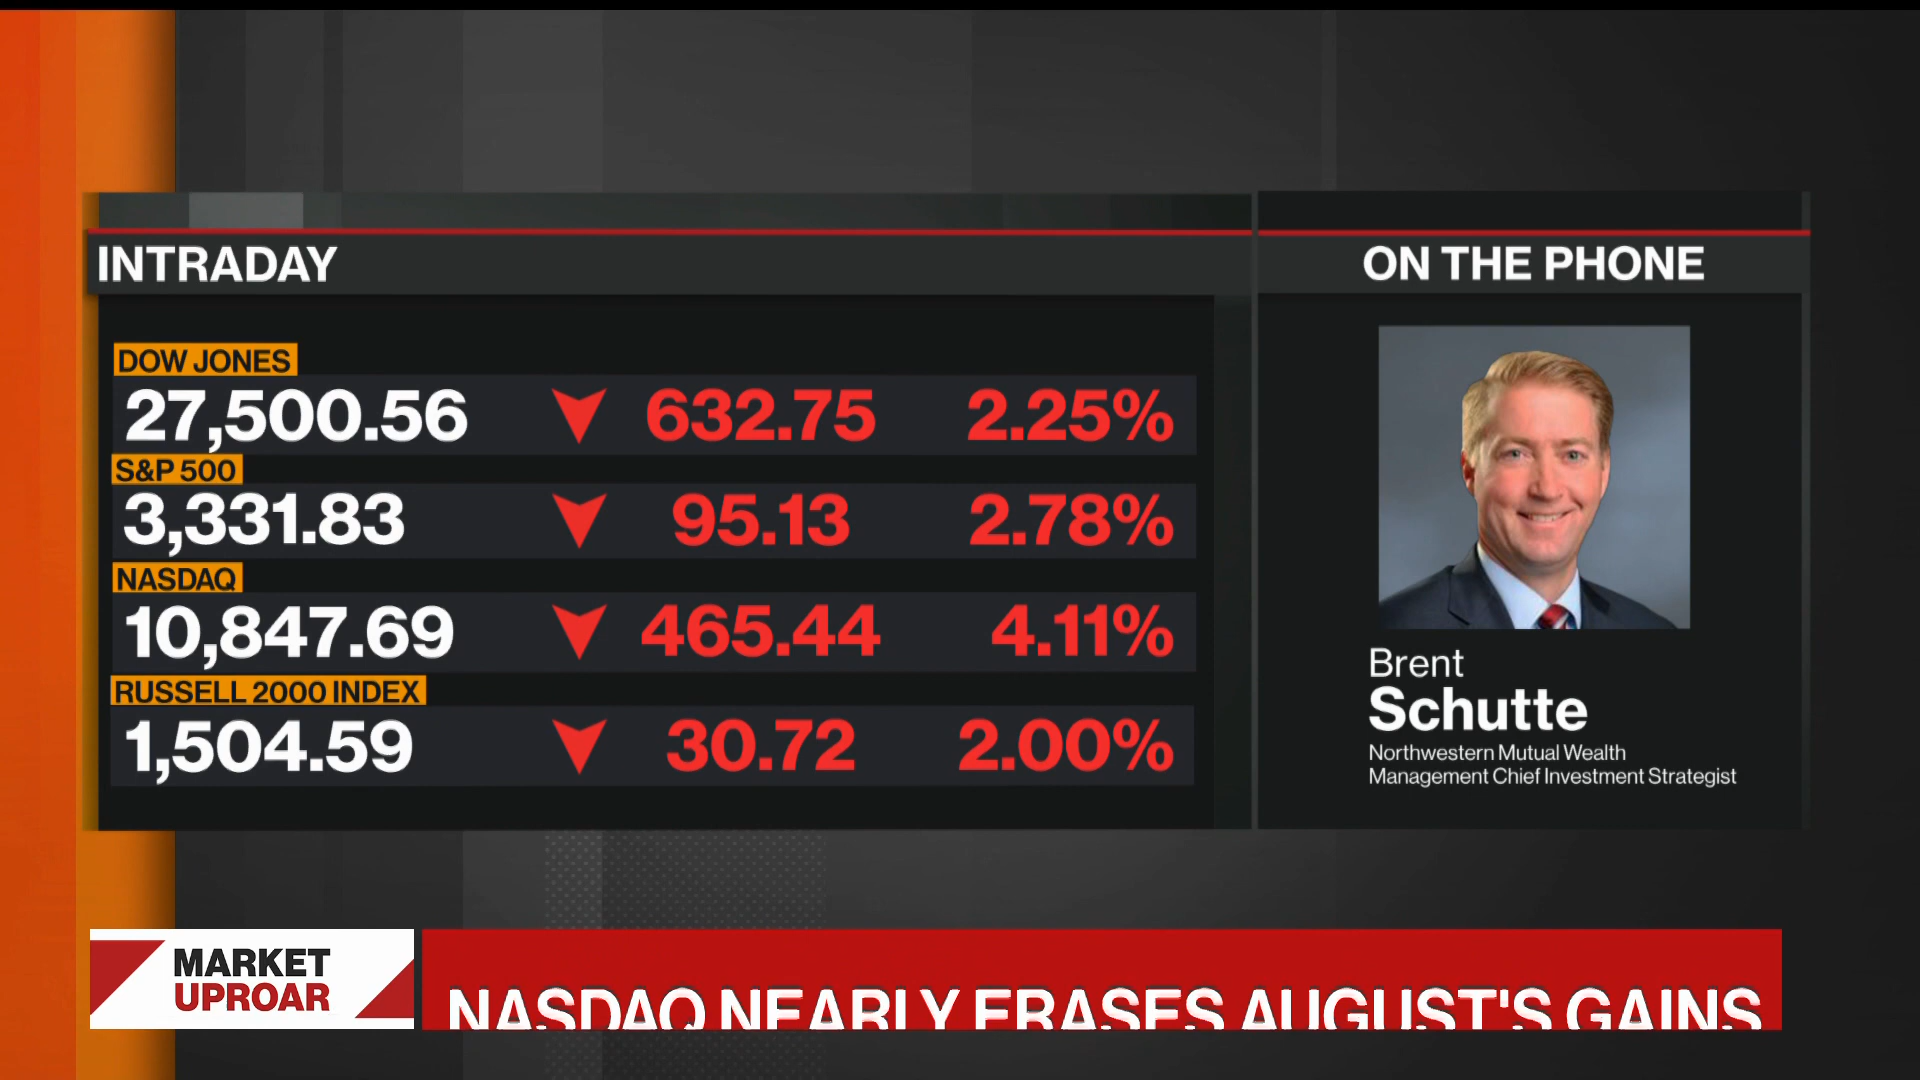 INTRADAY
DOW JONES
27,500.56 632.75 2.25%
S&P 500
3,331.83 95.13 2.78%
NASDAQ
10,847.69 465.44 4.11%
RUSSELL 2000 INDEX
1,504.59 30.72 2.00%
ON THE PHONE
Brent
Schutte
Northwestern Mutual Wealth
Management Chief Investment Strategist
MARKET
UPROAR
NASDAQ NEARLY ERASES AUGUST'S GAINS